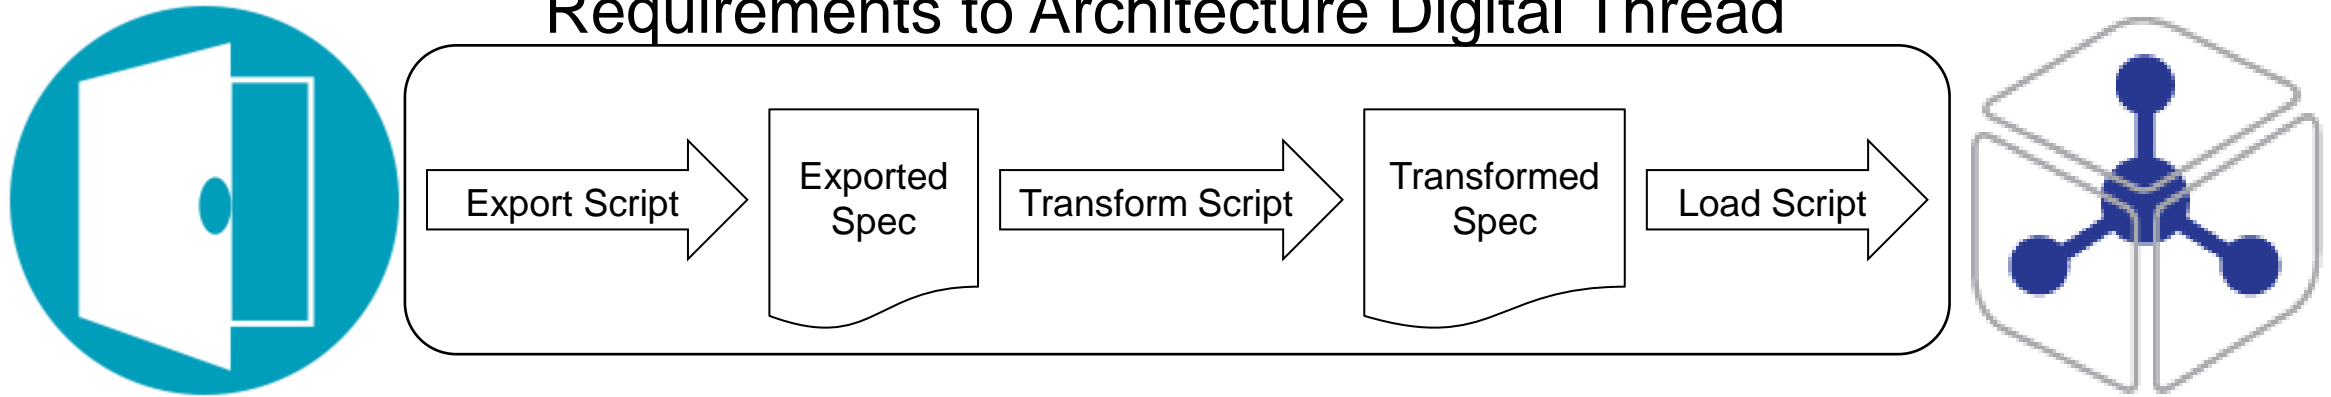 Requirements to Architecture Digital Thread
Export Script
Exported
Spec
Transform Script
Transformed
Spec
Load Script